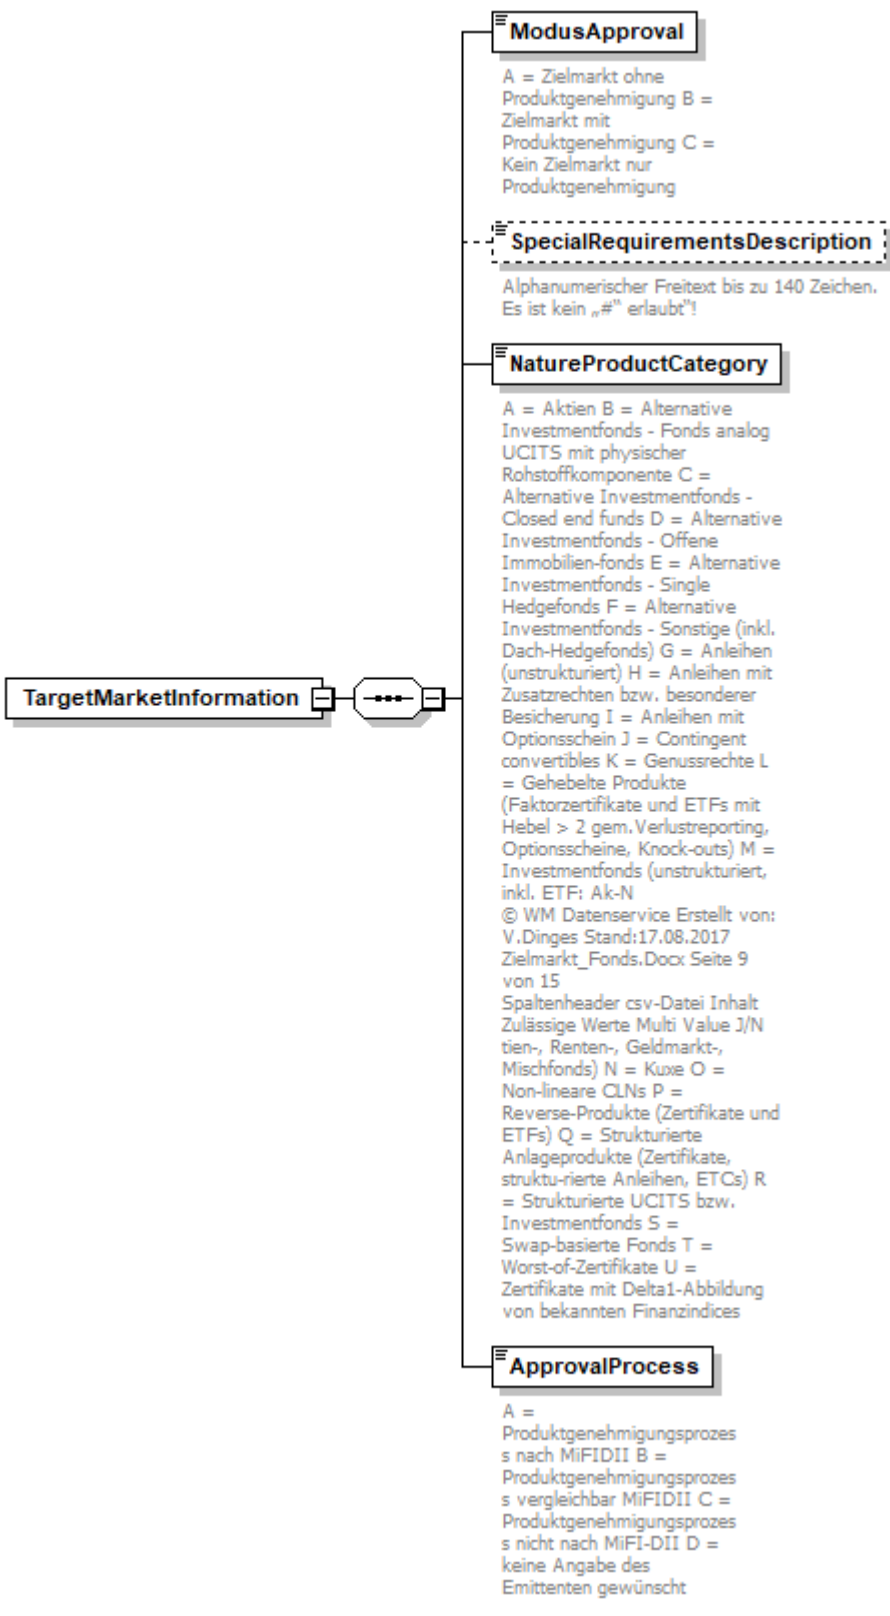 ModusApproval
A = Zielmarkt ohne
Produktgenehmigung B =
Zielmarkt mit
Produktgenehmigung C =
Kein Zielmarkt nur
Produktgenehmigung
SpecialRequirementsDescription
Alphanumerischer Freitext bis zu 140 Zeichen.
Es ist kein „#“ erlaubt“!
NatureProductCategory
A = Aktien B = Alternative
Investmentfonds - Fonds analog
UCITS mit physischer
Rohstoffkomponente C =
Alternative Investmentfonds -
Closed end funds D = Alternative
Investmentfonds - Offene
Immobilien-fonds E = Alternative
Investmentfonds - Single
Hedgefonds F = Alternative
Investmentfonds - Sonstige (inkl.
Dach-Hedgefonds) G = Anleihen
(unstrukturiert) H = Anleihen mit
Zusatzrechten bzw. besonderer
Besicherung I = Anleihen mit
Optionsschein J = Contingent
convertibles K = Genussrechte L
= Gehebelte Produkte
(Faktorzertifikate und ETFs mit
Hebel > 2 gem.Verlustreporting,
Optionsscheine, Knock-outs) M =
Investmentfonds (unstrukturiert,
inkl. ETF: Ak-N
© WM Datenservice Erstellt von:
V.Dinges Stand:17.08.2017
Zielmarkt_Fonds.Docx Seite 9
von 15
Spaltenheader csv-Datei Inhalt
Zulässige Werte Multi Value J/N
tien-, Renten-, Geldmarkt-,
Mischfonds) N = Kuxe O =
Non-lineare CLNs P =
Reverse-Produkte (Zertifikate und
ETFs) Q = Strukturierte
Anlageprodukte (Zertifikate,
struktu-rierte Anleihen, ETCs) R
= Strukturierte UCITS bzw.
Investmentfonds S =
Swap-basierte Fonds T =
Worst-of-Zertifikate U =
Zertifikate mit Delta1-Abbildung
von bekannten Finanzindices
TargetMarketInformation
ApprovalProcess
A =
Produktgenehmigungsprozes
s nach MiFIDII B =
Produktgenehmigungsprozes
s vergleichbar MiFIDII C =
Produktgenehmigungsprozes
s nicht nach MiFI-DII D =
keine Angabe des
Emittenten gewünscht